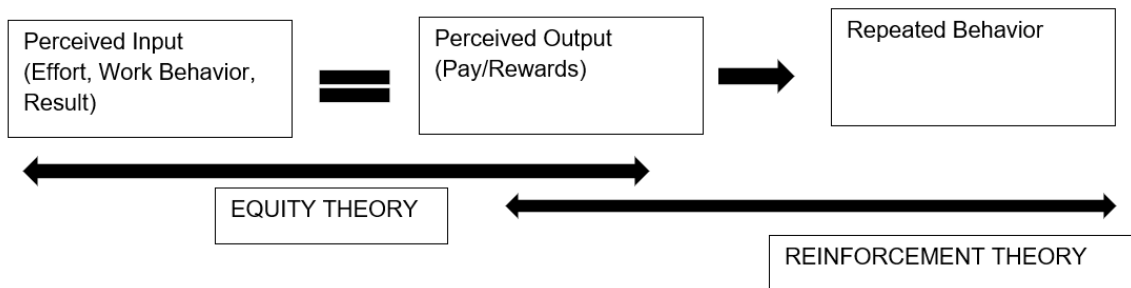 Perceived Input
(Effort, Work Behavior,
Result)
Perceived Output
(Pay/Rewards)
Repeated Behavior
EQUITY THEORY
REINFORCEMENT THEORY